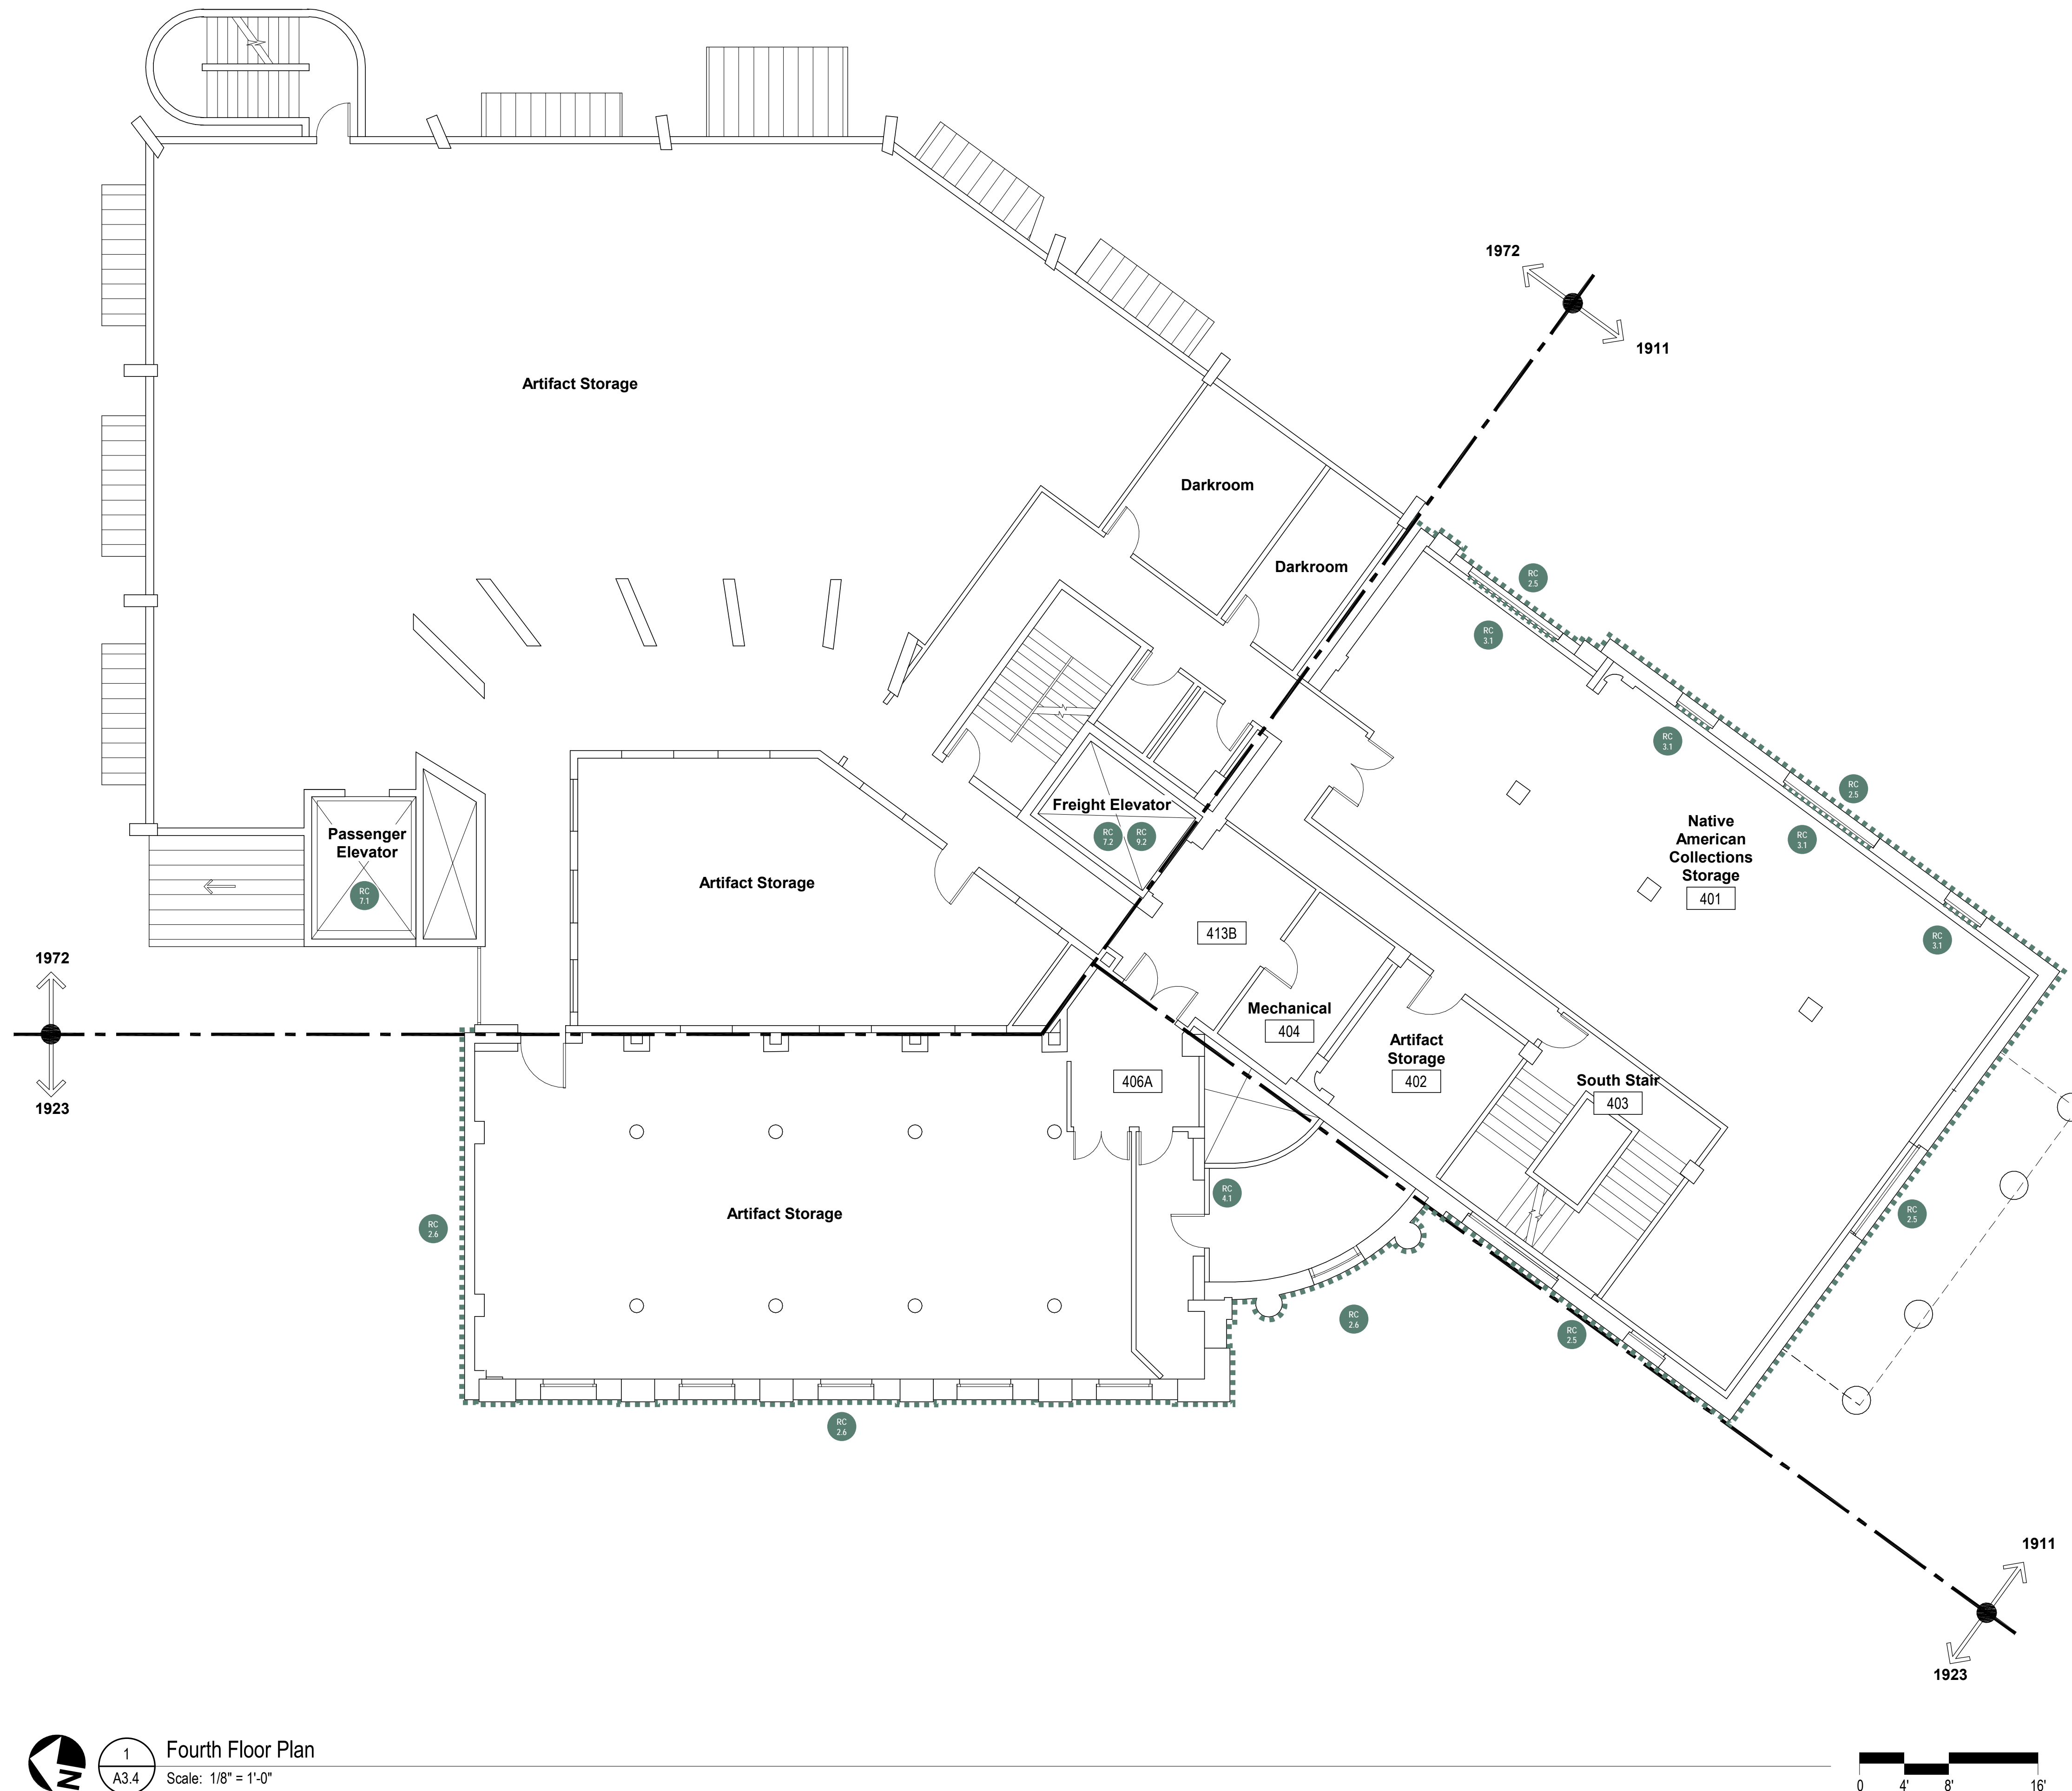 1972
1911
Artifact Storage
Darkroom
Darkroom
RC
2.5
RC
3.1
RC
3.1
RC
2.5
Freight Elevator
RC
7.2
RC
9.2
Native
American
Collections
Storage
401
RC
3.1
Passenger
Elevator
RC
7.1
Artifact Storage
413B
RC
3.1
1972
1923
Mechanical
404
Artifact
Storage
402
South Stair
403
406A
RC
4.1
RC
2.5
Artifact Storage
RC
2.6
RC
2.6
RC
2.5
RC
2.6
1911
1923
N
1
A3.4
Fourth Floor Plan
Scale: 1/8" = 1'-0"
0 4' 8' 16'